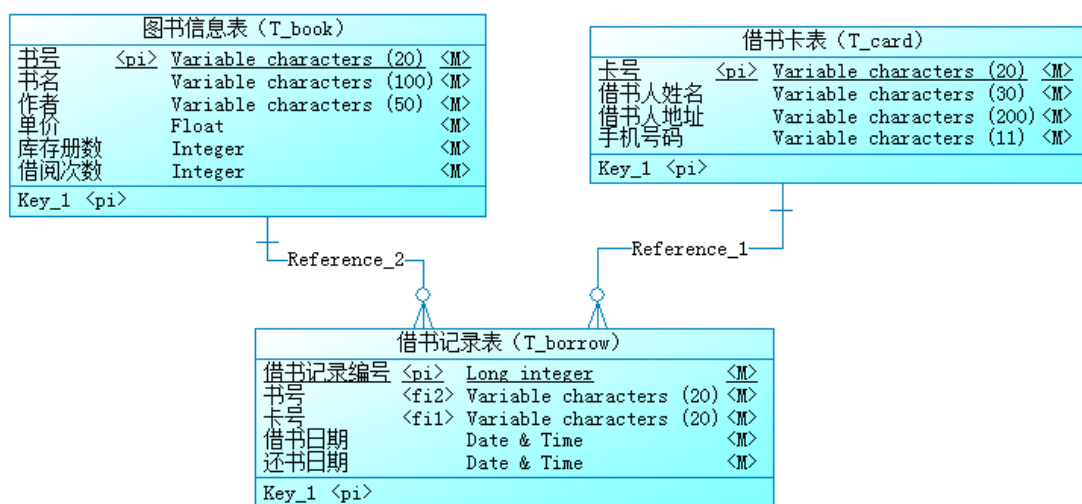 图书信息表（T_book）
书号 <pi> Variable characters (20) <M>
书名 Variable characters (100) <M>
作者 Variable characters (50) <M>
单价 Float <M>
库存册数 Integer <M>
借阅次数 Integer <M>
Key_1 <pi>
借书卡表（T_card）
卡号 <pi> Variable characters (20) <M>
借书人姓名 Variable characters (30) <M>
借书人地址 Variable characters (200) <M>
手机号码 Variable characters (11) <M>
Key_1 <pi>
Reference_2
Reference_1
借书记录表（T_borrow）
借书记录编号 <pi> Long integer <M>
书号 <fi2> Variable characters (20) <M>
卡号 <fi1> Variable characters (20) <M>
借书日期 Date & Time <M>
还书日期 Date & Time <M>
Key_1 <pi>